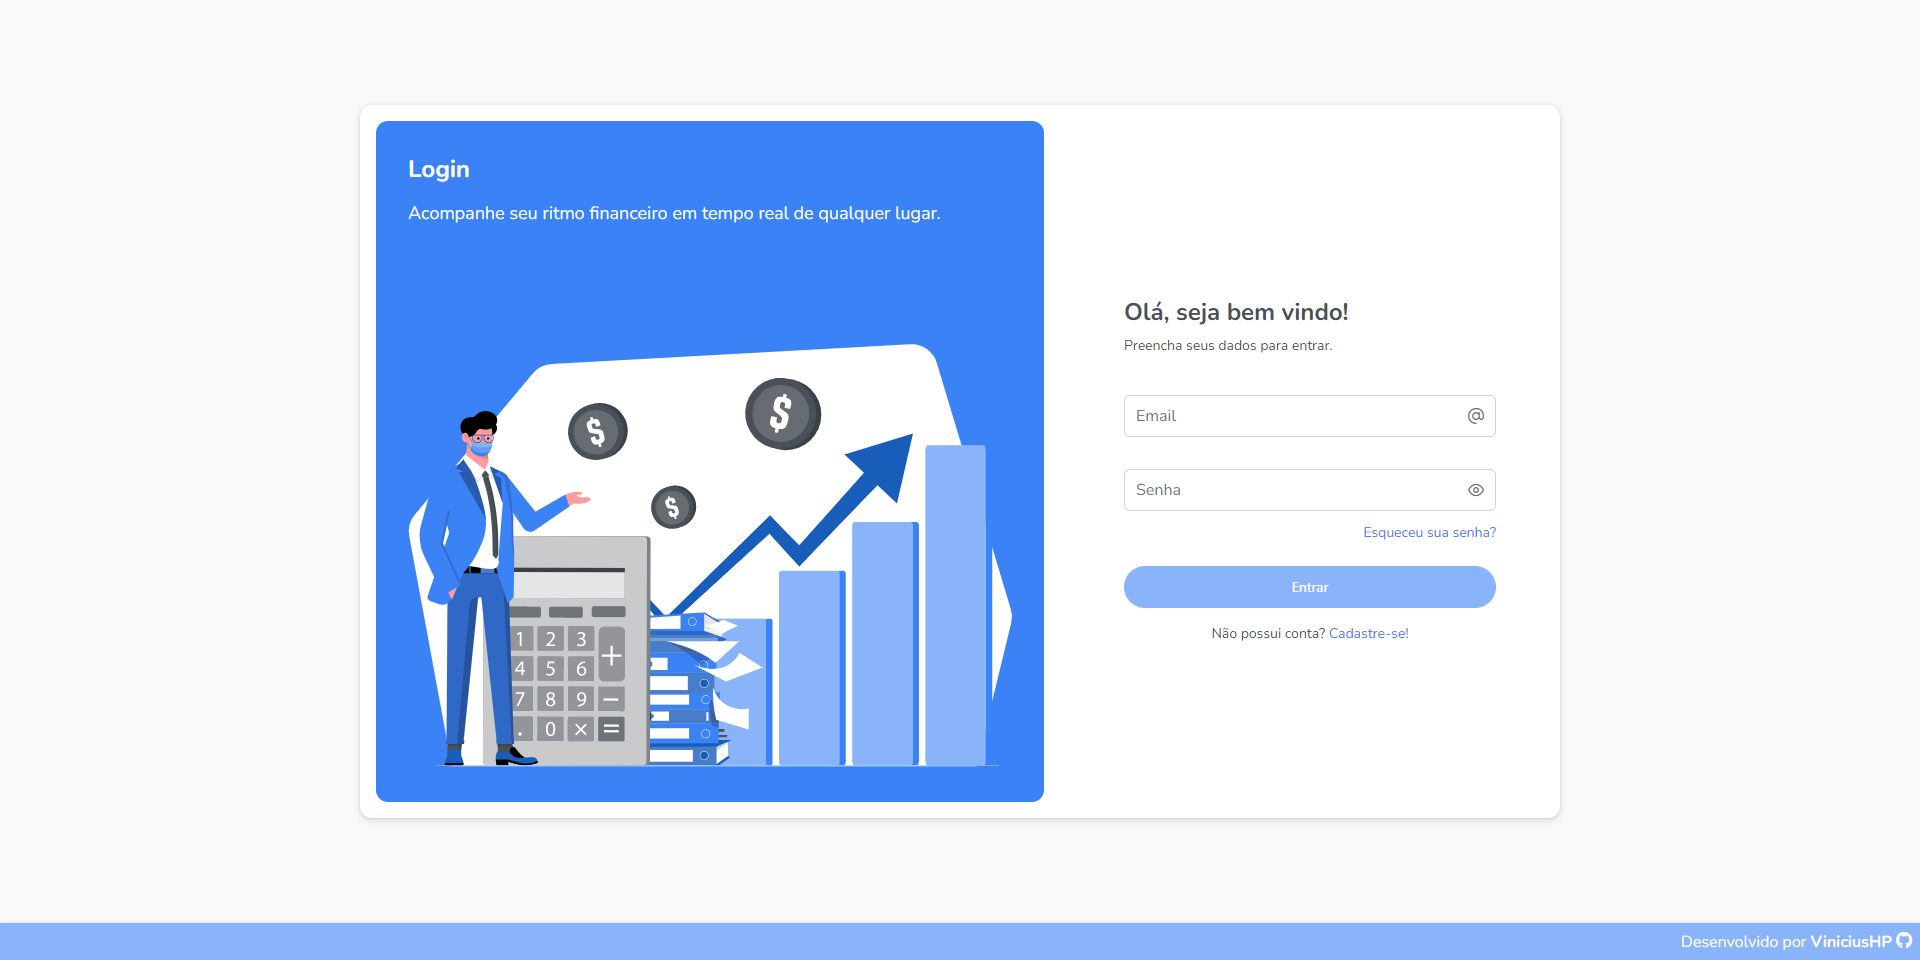 Login
Acompanhe seu ritmo financeiro em tempo real de qualquer lugar.
$
$
$
1 2 3 +
4 5 6
7 8 9 −
. 0 × =
Olá, seja bem vindo!
Preencha seus dados para entrar.
Email @
Senha
Esqueceu sua senha?
Entrar
Não possui conta? Cadastre-se!
Desenvolvido por ViniciusHP